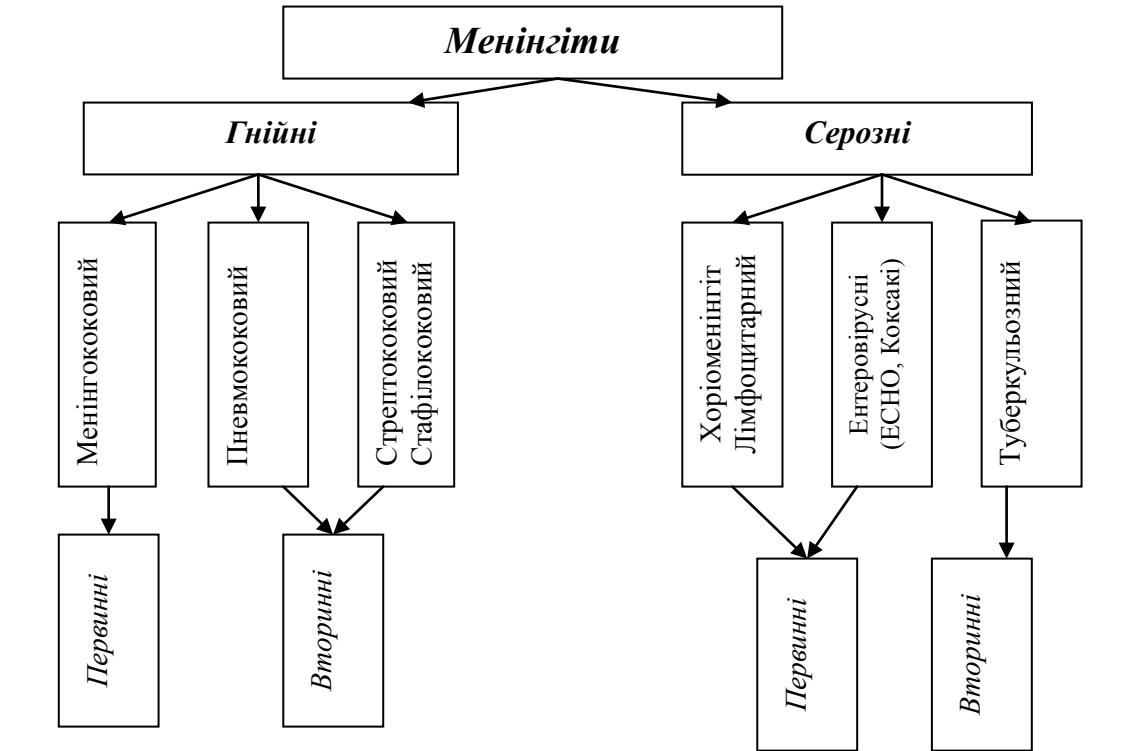 Менінгіти
Гнійні
Серозні
Менінгококовий
Пневмококовий
Стрептококовий
Стафілококовий
Хоріоменінгіт
Лімфоцитарний
Ентеровірусні
(ЕСНО, Коксакі)
Туберкульозний
Первинні
Вторинні
Первинні
Вторинні